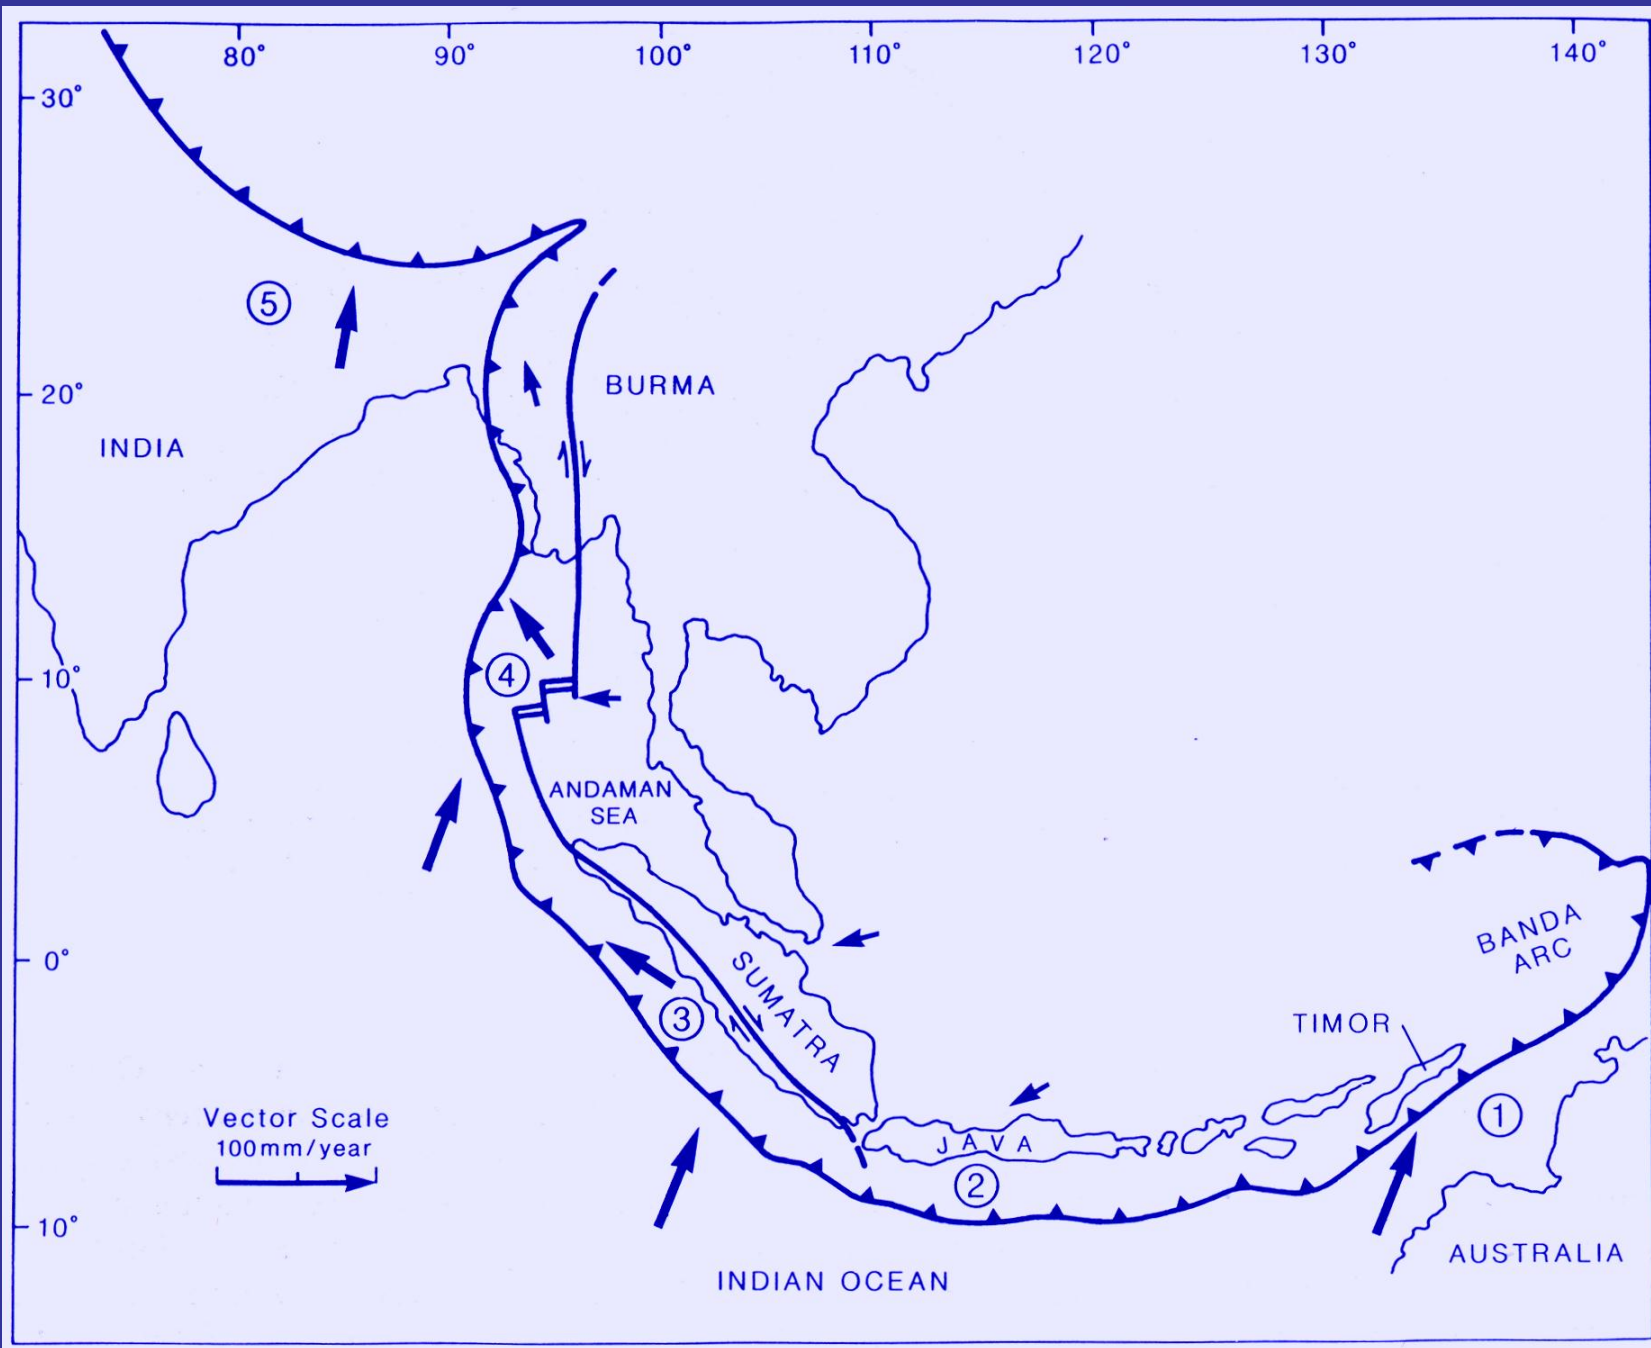 80° 90° 100° 110° 120° 130° 140°
30°
⑤
20°
BURMA
INDIA
10°
④
ANDAMAN
SEA
BANDA
ARC
0°
SUMATRA
③
TIMOR
①
Vector Scale
100mm/year
JAVA
②
10°
AUSTRALIA
INDIAN OCEAN